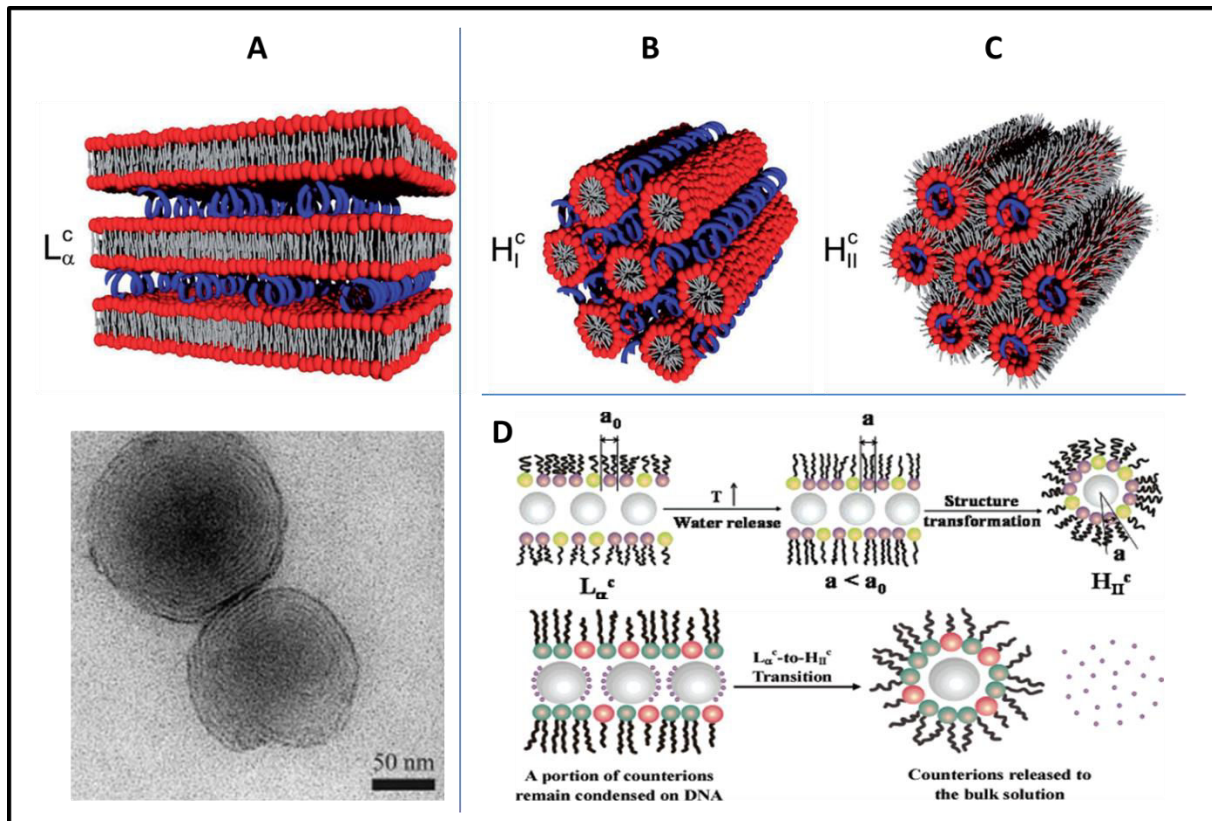 A
B
C
L_α^c
H_I^c
H_II^c
50 nm
D
a₀
a
T ↑
Water release
Structure
transformation
a
L_α^c
a < a₀
H_II^c
L_α^c-to-H_II^c
Transition
A portion of counterions
remain condensed on DNA
Counterions released to
the bulk solution